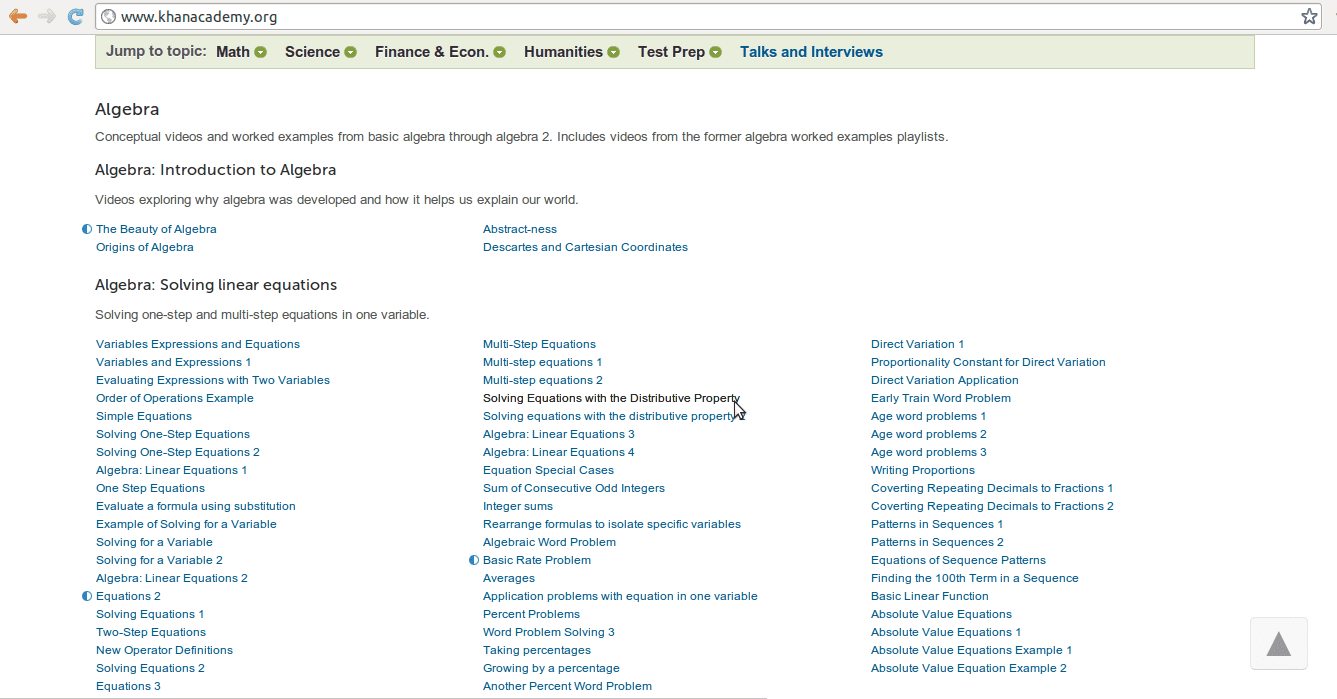 www.khanacademy.org
Jump to topic: Math Science Finance & Econ. Humanities Test Prep Talks and Interviews
Algebra
Conceptual videos and worked examples from basic algebra through algebra 2. Includes videos from the former algebra worked examples playlists.
Algebra: Introduction to Algebra
Videos exploring why algebra was developed and how it helps us explain our world.
The Beauty of Algebra
Origins of Algebra
Abstract-ness
Descartes and Cartesian Coordinates
Algebra: Solving linear equations
Solving one-step and multi-step equations in one variable.
Variables Expressions and Equations
Variables and Expressions 1
Evaluating Expressions with Two Variables
Order of Operations Example
Simple Equations
Solving One-Step Equations
Solving One-Step Equations 2
Algebra: Linear Equations 1
One Step Equations
Evaluate a formula using substitution
Example of Solving for a Variable
Solving for a Variable
Solving for a Variable 2
Algebra: Linear Equations 2
Equations 2
Solving Equations 1
Two-Step Equations
New Operator Definitions
Solving Equations 2
Equations 3
Multi-Step Equations
Multi-step equations 1
Multi-step equations 2
Solving Equations with the Distributive Property
Solving equations with the distributive property
Algebra: Linear Equations 3
Algebra: Linear Equations 4
Equation Special Cases
Sum of Consecutive Odd Integers
Integer sums
Rearrange formulas to isolate specific variables
Algebraic Word Problem
Basic Rate Problem
Averages
Application problems with equation in one variable
Percent Problems
Word Problem Solving 3
Taking percentages
Growing by a percentage
Another Percent Word Problem
Direct Variation 1
Proportionality Constant for Direct Variation
Direct Variation Application
Early Train Word Problem
Age word problems 1
Age word problems 2
Age word problems 3
Writing Proportions
Coverting Repeating Decimals to Fractions 1
Coverting Repeating Decimals to Fractions 2
Patterns in Sequences 1
Patterns in Sequences 2
Equations of Sequence Patterns
Finding the 100th Term in a Sequence
Basic Linear Function
Absolute Value Equations
Absolute Value Equations 1
Absolute Value Equations Example 1
Absolute Value Equation Example 2